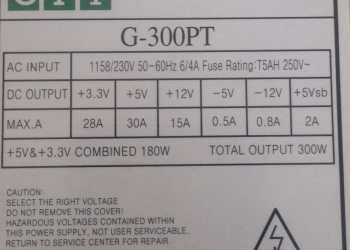 G-300PT
AC INPUT 1158/230V 50-60Hz 6/4A Fuse Rating:T5AH 250V~
DC OUTPUT +3.3V +5V +12V -5V -12V +5Vsb
MAX.A 28A 30A 15A 0.5A 0.8A 2A
+5V&+3.3V COMBINED 180W TOTAL OUTPUT 300W
CAUTION:
SELECT THE RIGHT VOLTAGE
DO NOT REMOVE THIS COVER!
HAZARDOUS VOLTAGES CONTAINED WITHIN
THIS POWER SUPPLY, NOT USER SERVICEABLE.
RETURN TO SERVICE CENTER FOR REPAIR.